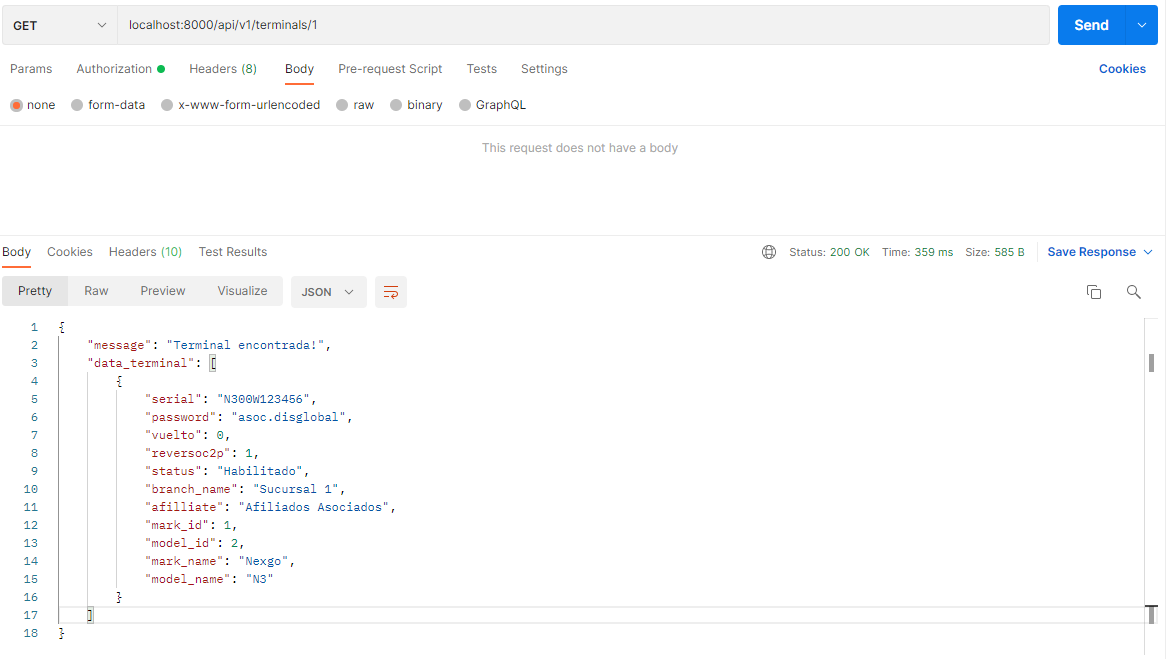 GET localhost:8000/api/v1/terminals/1 Send
Params Authorization Headers (8) Body Pre-request Script Tests Settings Cookies
none form-data x-www-form-urlencoded raw binary GraphQL
This request does not have a body
Body Cookies Headers (10) Test Results Status: 200 OK Time: 359 ms Size: 585 B Save Response
Pretty Raw Preview Visualize JSON
1 {
2 "message": "Terminal encontrada!",
3 "data_terminal": [
4 {
5 "serial": "N300W123456",
6 "password": "asoc.disglobal",
7 "vuelto": 0,
8 "reversoc2p": 1,
9 "status": "Habilitado",
10 "branch_name": "Sucursal 1",
11 "afilliate": "Afiliados Asociados",
12 "mark_id": 1,
13 "model_id": 2,
14 "mark_name": "Nexgo",
15 "model_name": "N3"
16 }
17 ]
18 }